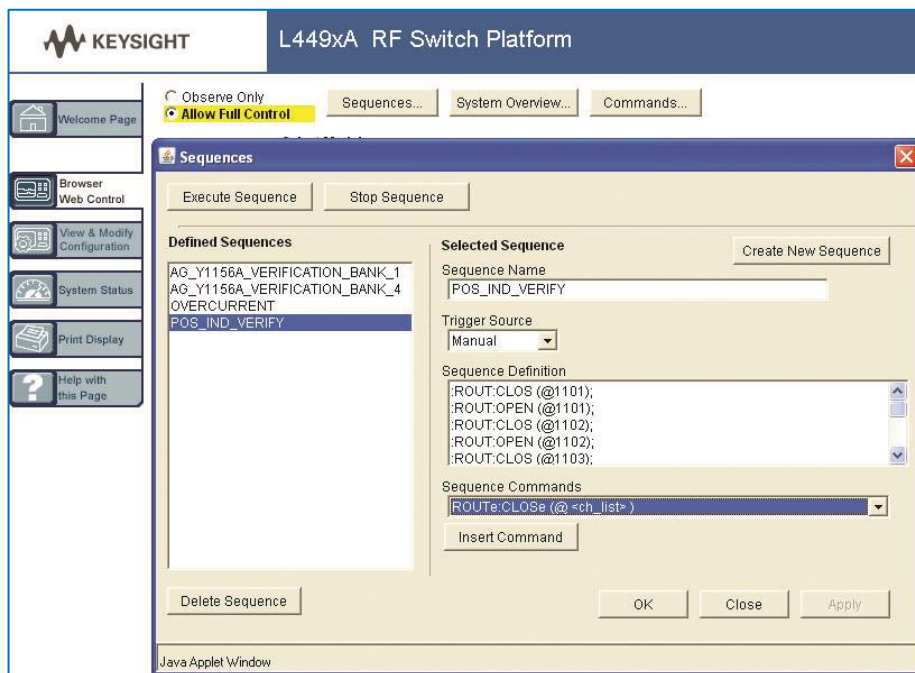 KEYSIGHT
L449xA RF Switch Platform
Observe Only
Allow Full Control
Sequences...
System Overview...
Commands...
Welcome Page
Browser
Web Control
View & Modify
Configuration
System Status
Print Display
Help with
this Page
Sequences
Execute Sequence
Stop Sequence
Defined Sequences
AG_Y1156A_VERIFICATION_BANK_1
AG_Y1156A_VERIFICATION_BANK_4
OVERCURRENT
POS_IND_VERIFY
Delete Sequence
Selected Sequence
Create New Sequence
Sequence Name
POS_IND_VERIFY
Trigger Source
Manual
Sequence Definition
:ROUT:CLOS (@1101);
:ROUT:OPEN (@1101);
:ROUT:CLOS (@1102);
:ROUT:OPEN (@1102);
:ROUT:CLOS (@1103);
Sequence Commands
ROUTe:CLOSe (@ <ch_list> )
Insert Command
OK
Close
Apply
Java Applet Window